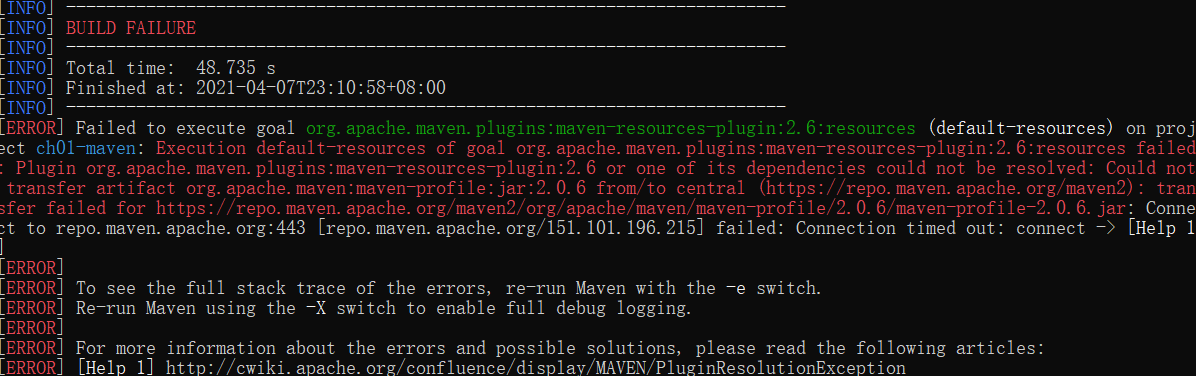 [INFO] ------------------------------------------------------------------------
[INFO] BUILD FAILURE
[INFO] ------------------------------------------------------------------------
[INFO] Total time:  48.735 s
[INFO] Finished at: 2021-04-07T23:10:58+08:00
[INFO] ------------------------------------------------------------------------
[ERROR] Failed to execute goal org.apache.maven.plugins:maven-resources-plugin:2.6:resources (default-resources) on proj
ect ch01-maven: Execution default-resources of goal org.apache.maven.plugins:maven-resources-plugin:2.6:resources failed
: Plugin org.apache.maven.plugins:maven-resources-plugin:2.6 or one of its dependencies could not be resolved: Could not
 transfer artifact org.apache.maven:maven-profile:jar:2.0.6 from/to central (https://repo.maven.apache.org/maven2): tran
sfer failed for https://repo.maven.apache.org/maven2/org/apache/maven/maven-profile/2.0.6/maven-profile-2.0.6.jar: Conne
ct to repo.maven.apache.org:443 [repo.maven.apache.org/151.101.196.215] failed: Connection timed out: connect -> [Help 1
]
[ERROR]
[ERROR] To see the full stack trace of the errors, re-run Maven with the -e switch.
[ERROR] Re-run Maven using the -X switch to enable full debug logging.
[ERROR]
[ERROR] For more information about the errors and possible solutions, please read the following articles:
[ERROR] [Help 1] http://cwiki.apache.org/confluence/display/MAVEN/PluginResolutionException